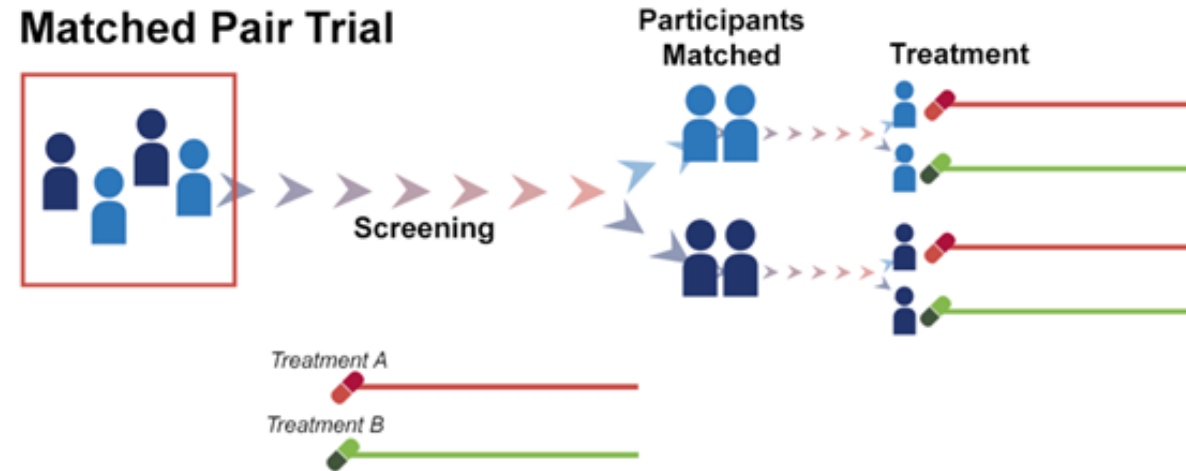 Matched Pair Trial
Participants
Matched
Treatment
Screening
Treatment A
Treatment B